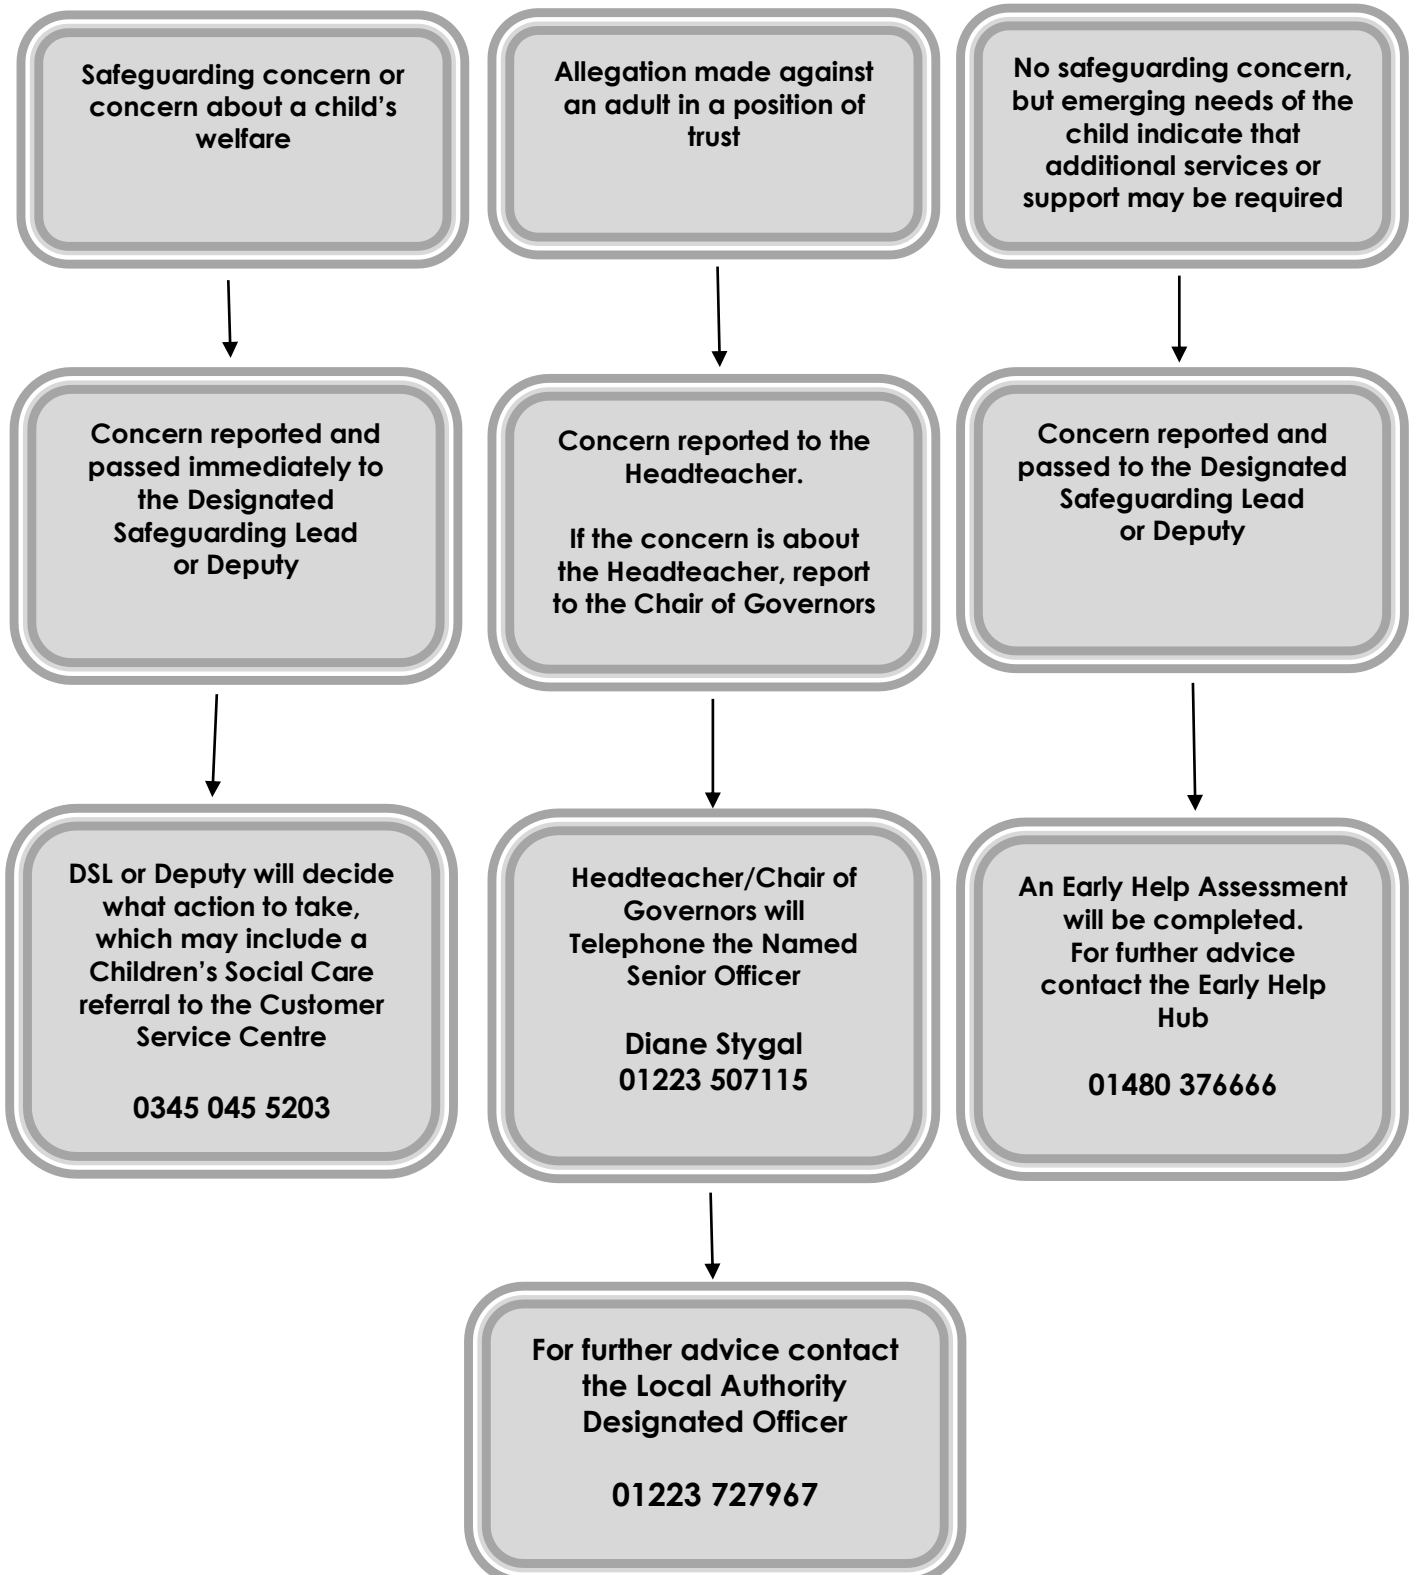 Safeguarding concern or
concern about a child's
welfare
Allegation made against
an adult in a position of
trust
No safeguarding concern,
but emerging needs of the
child indicate that
additional services or
support may be required
Concern reported and
passed immediately to
the Designated
Safeguarding Lead
or Deputy
Concern reported to the
Headteacher.
If the concern is about
the Headteacher, report
to the Chair of Governors
Concern reported and
passed to the Designated
Safeguarding Lead
or Deputy
DSL or Deputy will decide
what action to take,
which may include a
Children's Social Care
referral to the Customer
Service Centre
0345 045 5203
Headteacher/Chair of
Governors will
Telephone the Named
Senior Officer
Diane Stygal
01223 507115
An Early Help Assessment
will be completed.
For further advice
contact the Early Help
Hub
01480 376666
For further advice contact
the Local Authority
Designated Officer
01223 727967